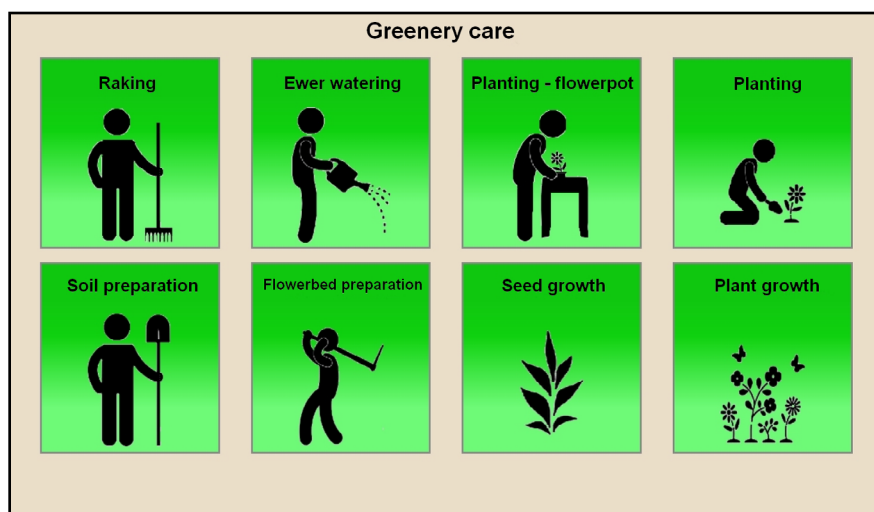 Greenery care
Raking
Ewer watering
Planting - flowerpot
Planting
Soil preparation
Flowerbed preparation
Seed growth
Plant growth